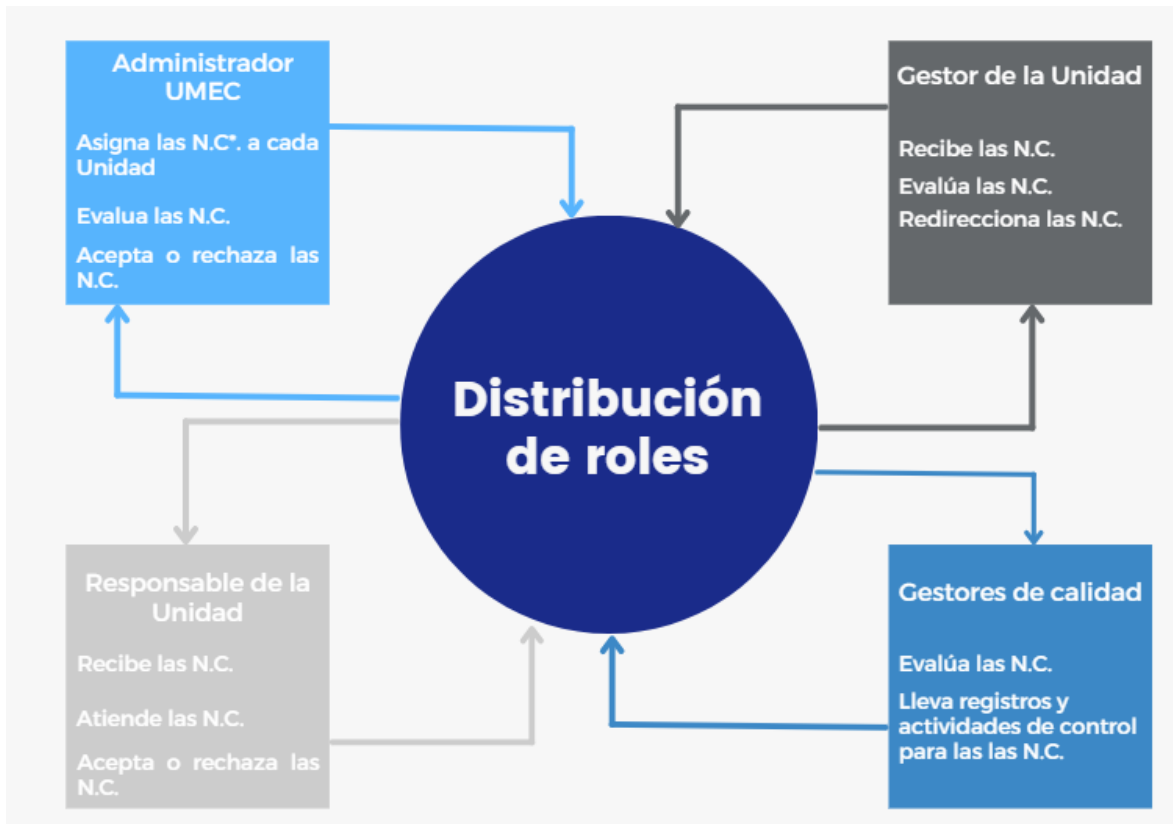 Administrador
UMEC
Asigna las N.C*. a cada
Unidad
Evalua las N.C.
Acepta o rechaza las
N.C.
Gestor de la Unidad
Recibe las N.C.
Evalúa las N.C.
Redirecciona las N.C.
Distribución
de roles
Responsable de la
Unidad
Recibe las N.C.
Atiende las N.C.
Acepta o rechaza las
N.C.
Gestores de calidad
Evalúa las N.C.
Lleva registros y
actividades de control
para las las N.C.